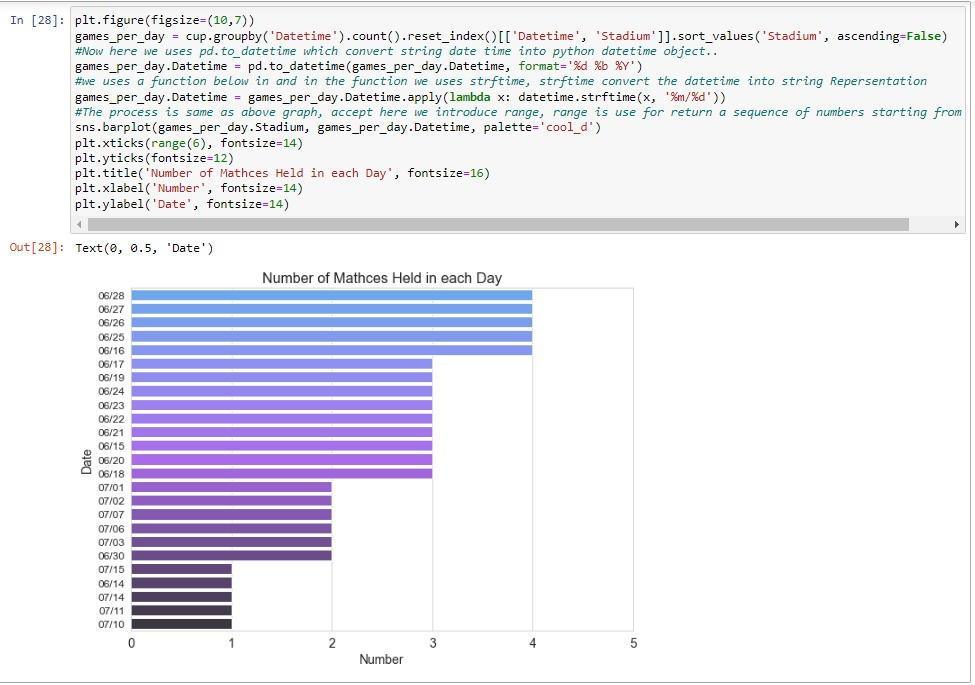 In [28]: plt.figure(figsize=(10,7))
games_per_day = cup.groupby('Datetime').count().reset_index()[['Datetime', 'Stadium']].sort_values('Stadium', ascending=False)
#Now here we uses pd.to_datetime which convert string date time into python datetime object..
games_per_day.Datetime = pd.to_datetime(games_per_day.Datetime, format='%d %b %Y')
#we uses a function below in and in the function we uses strftime, strftime convert the datetime into string Repersentation
games_per_day.Datetime = games_per_day.Datetime.apply(lambda x: datetime.strftime(x, '%m/%d'))
#The process is same as above graph, accept here we introduce range, range is use for return a sequence of numbers starting from
sns.barplot(games_per_day.Stadium, games_per_day.Datetime, palette='cool_d')
plt.xticks(range(6), fontsize=14)
plt.yticks(fontsize=12)
plt.title('Number of Mathces Held in each Day', fontsize=16)
plt.xlabel('Number', fontsize=14)
plt.ylabel('Date', fontsize=14)
Out[28]: Text(0, 0.5, 'Date')
Number of Mathces Held in each Day
06/28
06/27
06/26
06/25
06/16
06/17
06/19
06/24
06/23
06/22
06/21
06/15
06/20
06/18
07/01
07/02
07/07
07/06
07/03
06/30
07/15
06/14
07/14
07/11
07/10
Date
0 1 2 3 4 5
Number